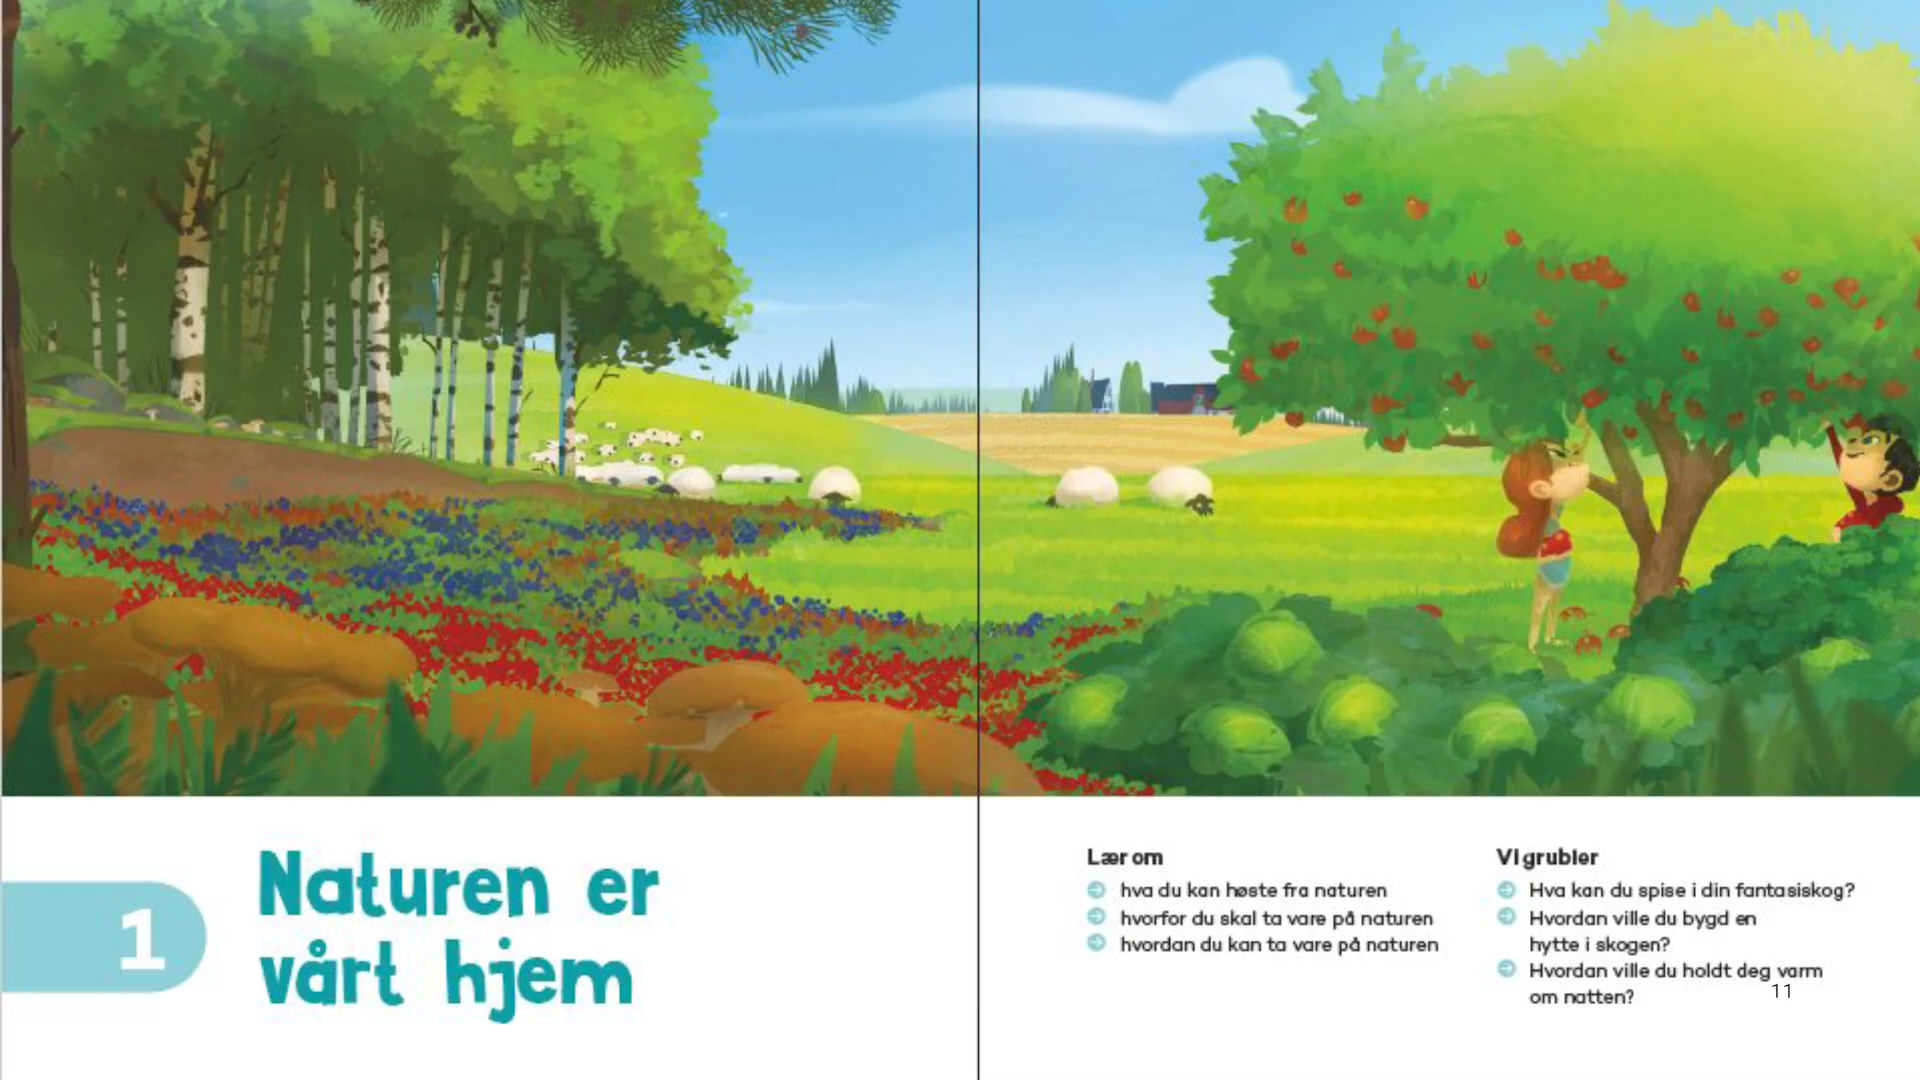 1
Naturen er
vårt hjem
Lær om
hva du kan høste fra naturen
hvorfor du skal ta vare på naturen
hvordan du kan ta vare på naturen
Vi grubler
Hva kan du spise i din fantasiskog?
Hvordan ville du bygd en
hytte i skogen?
Hvordan ville du holdt deg varm
om natten?
11